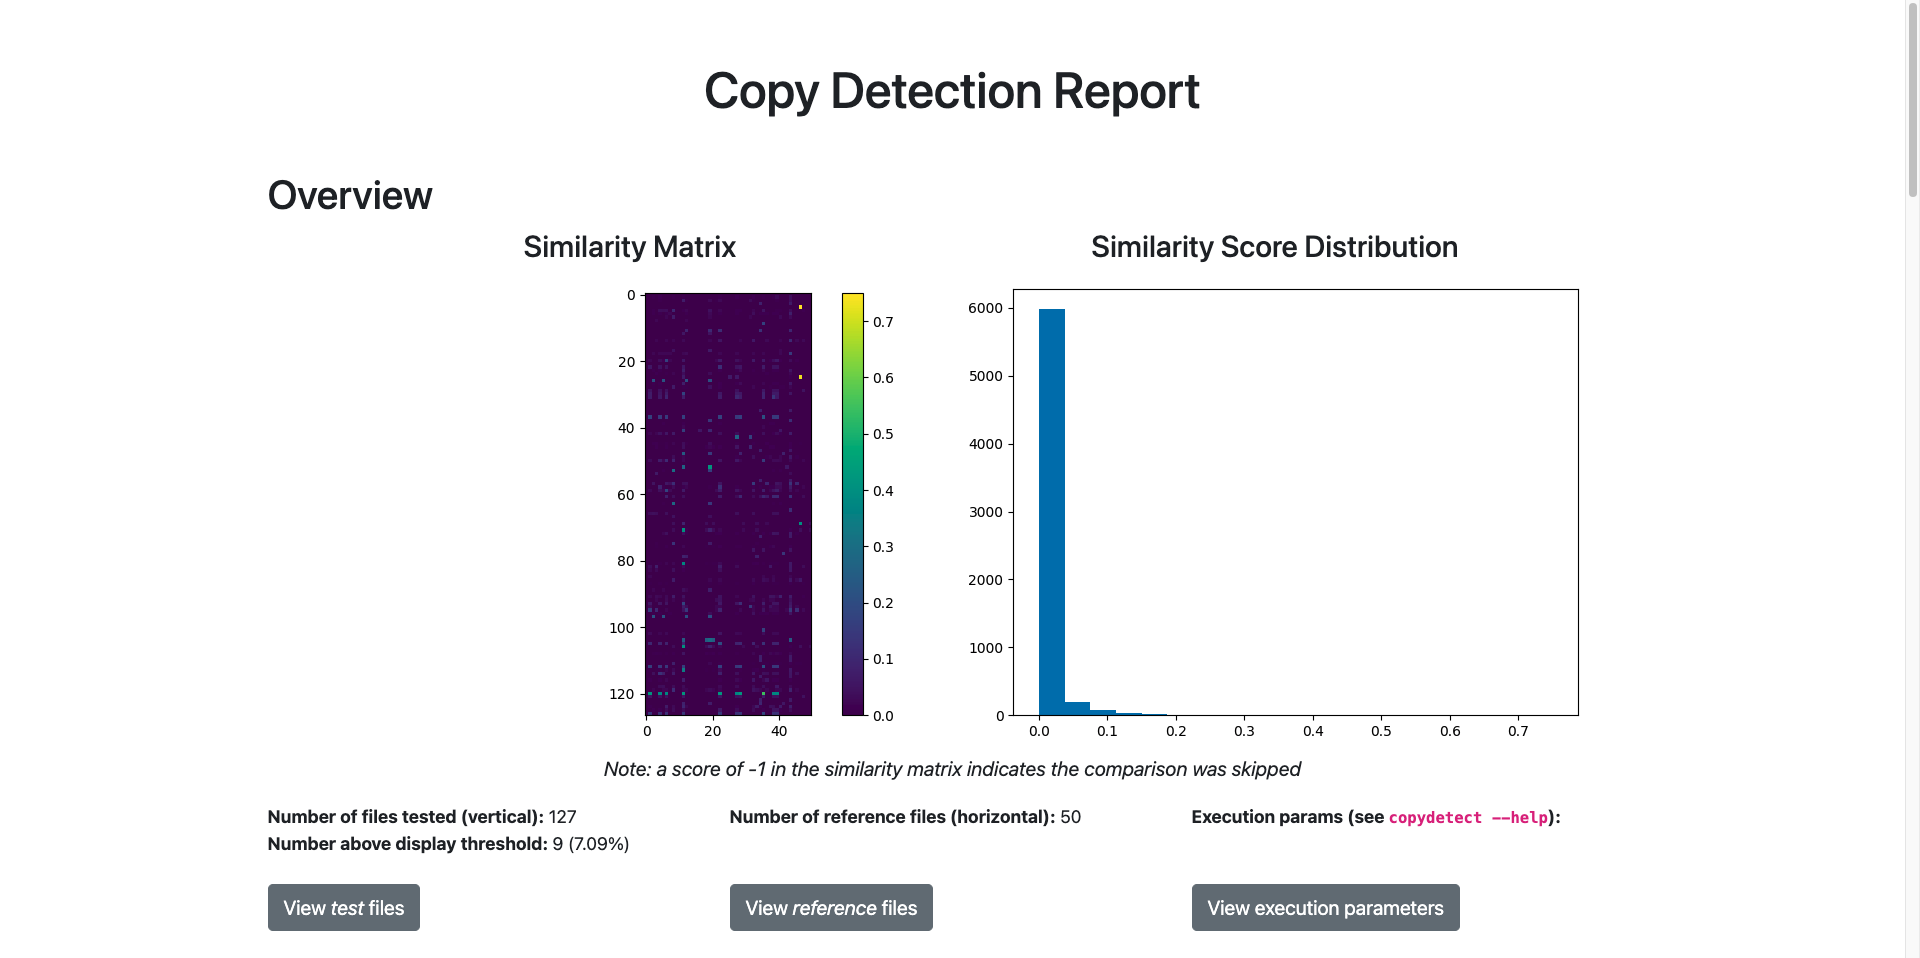 Copy Detection Report
Overview
Similarity Matrix
0
20
40
60
80
100
120
0 20 40
0.7
0.6
0.5
0.4
0.3
0.2
0.1
0.0
Similarity Score Distribution
6000
5000
4000
3000
2000
1000
0
0.0 0.1 0.2 0.3 0.4 0.5 0.6 0.7
Note: a score of -1 in the similarity matrix indicates the comparison was skipped
Number of files tested (vertical): 127
Number above display threshold: 9 (7.09%)
View test files
Number of reference files (horizontal): 50
View reference files
Execution params (see copydetect --help):
View execution parameters